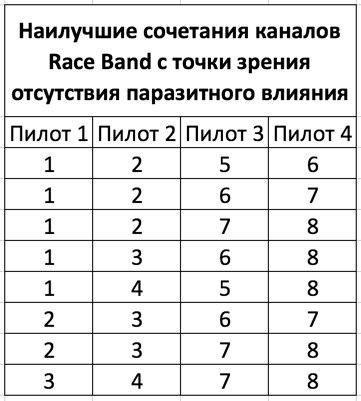 Наилучшие сочетания каналов
Race Band с точки зрения
отсутствия паразитного влияния
Пилот 1 Пилот 2 Пилот 3 Пилот 4
1 2 5 6
1 2 6 7
1 2 7 8
1 3 6 8
1 4 5 8
2 3 6 7
2 3 7 8
3 4 7 8